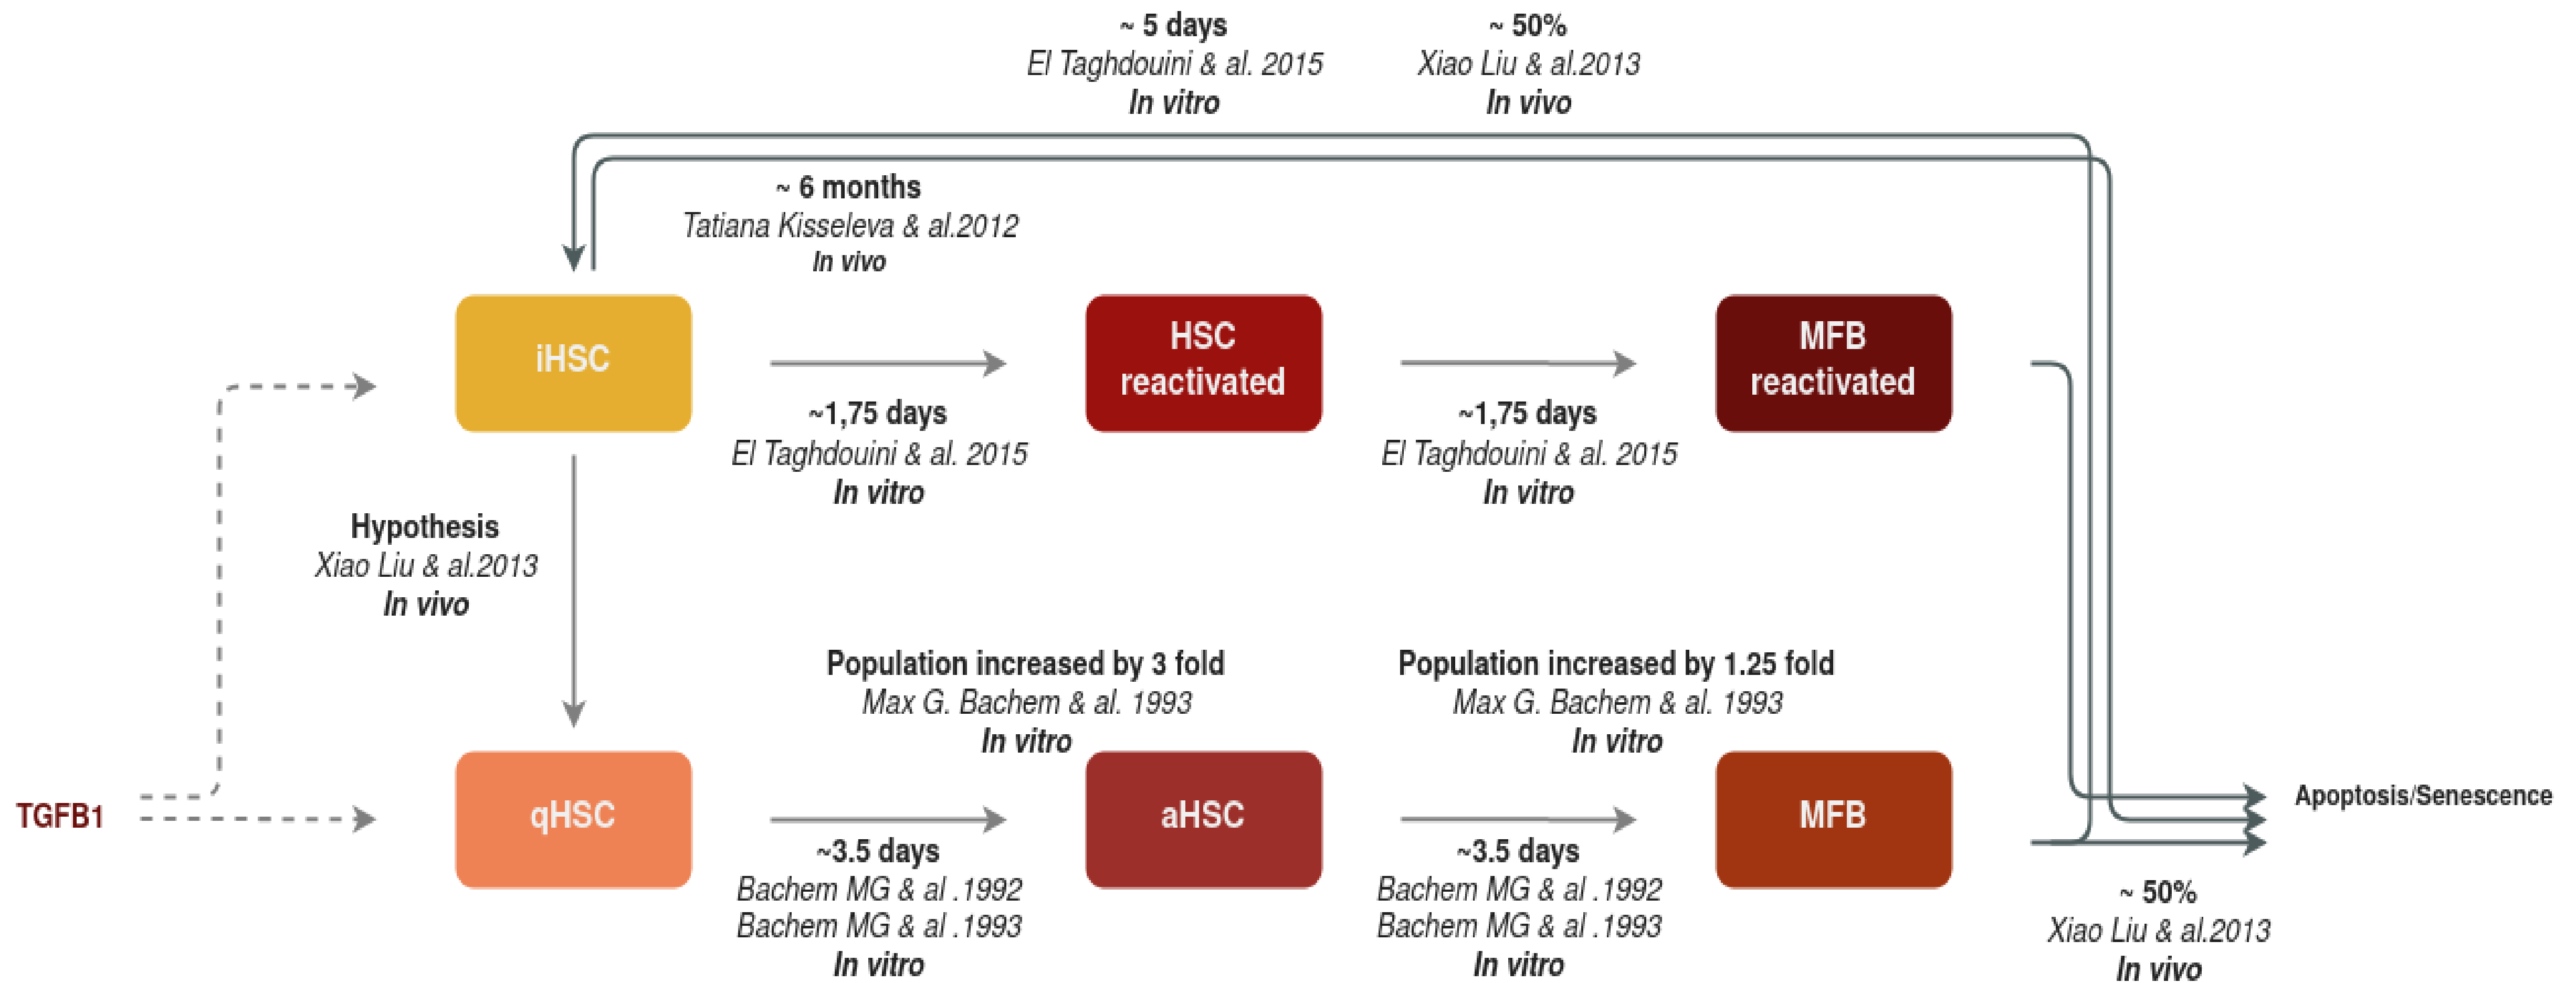 ~ 5 days
El Taghdouini & al. 2015
In vitro
~ 50%
Xiao Liu & al.2013
In vivo
~ 6 months
Tatiana Kisseleva & al.2012
In vivo
iHSC
HSC
reactivated
MFB
reactivated
~1,75 days
El Taghdouini & al. 2015
In vitro
~1,75 days
El Taghdouini & al. 2015
In vitro
Hypothesis
Xiao Liu & al.2013
In vivo
Population increased by 3 fold
Max G. Bachem & al. 1993
In vitro
Population increased by 1.25 fold
Max G. Bachem & al. 1993
In vitro
TGFB1
qHSC
aHSC
MFB
Apoptosis/Senescence
~3.5 days
Bachem MG & al .1992
Bachem MG & al .1993
In vitro
~3.5 days
Bachem MG & al .1992
Bachem MG & al .1993
In vitro
~ 50%
Xiao Liu & al.2013
In vivo